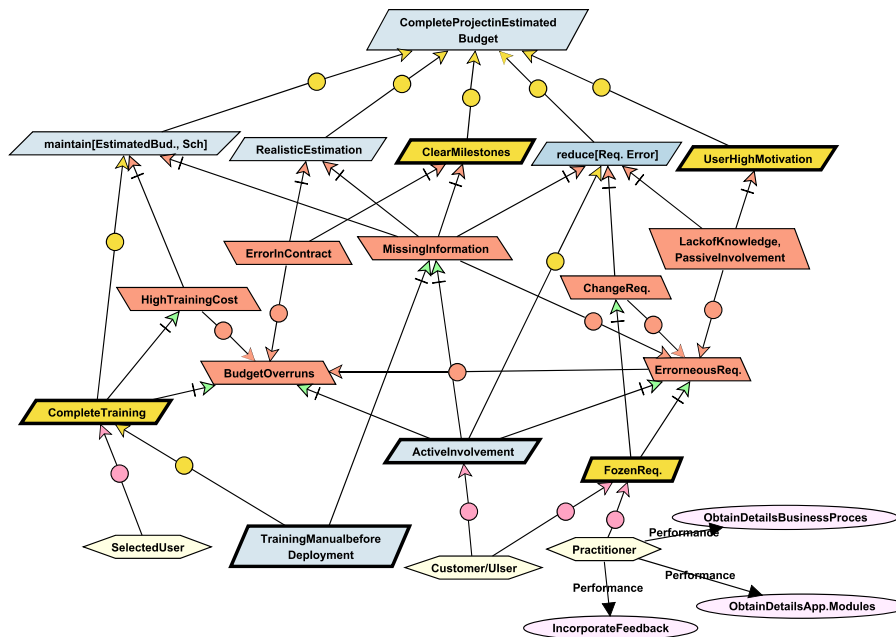 CompleteProjectinEstimated
Budget
maintain[EstimatedBud., Sch]
RealisticEstimation
ClearMilestones
reduce[Req. Error]
UserHighMotivation
ErrorInContract
MissingInformation
LackofKnowledge,
PassiveInvolvement
HighTrainingCost
ChangeReq.
BudgetOverruns
ErrorneousReq.
CompleteTraining
ActiveInvolvement
FozenReq.
SelectedUser
TrainingManualbefore
Deployment
Customer/UIser
Practitioner
Performance
ObtainDetailsBusinessProces
Performance
Performance
ObtainDetailsApp.Modules
IncorporateFeedback